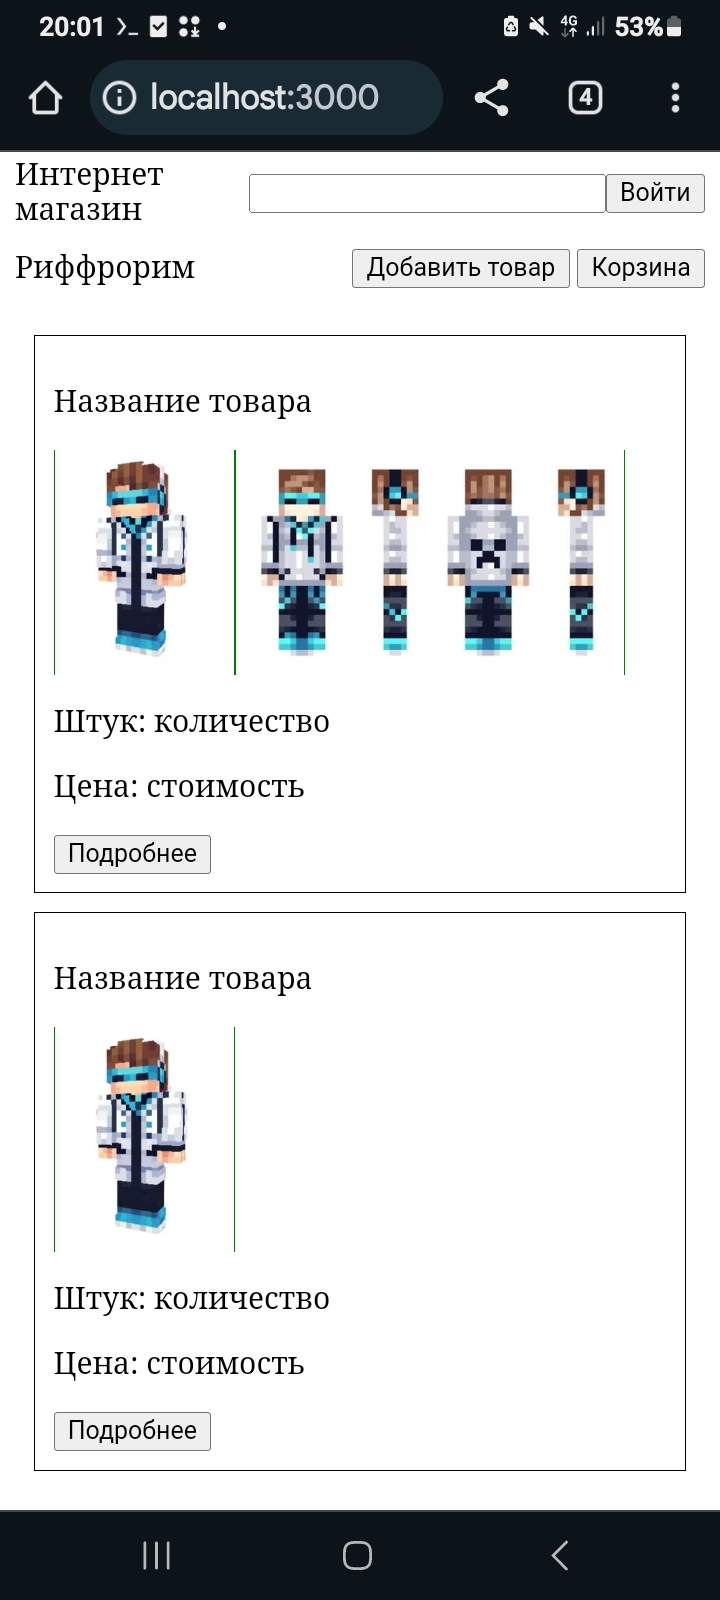 20:01 4G 53%
localhost:3000 4
Интернет
магазин
Войти
Риффрорим Добавить товар Корзина
Название товара
Штук: количество
Цена: стоимость
Подробнее
Название товара
Штук: количество
Цена: стоимость
Подробнее